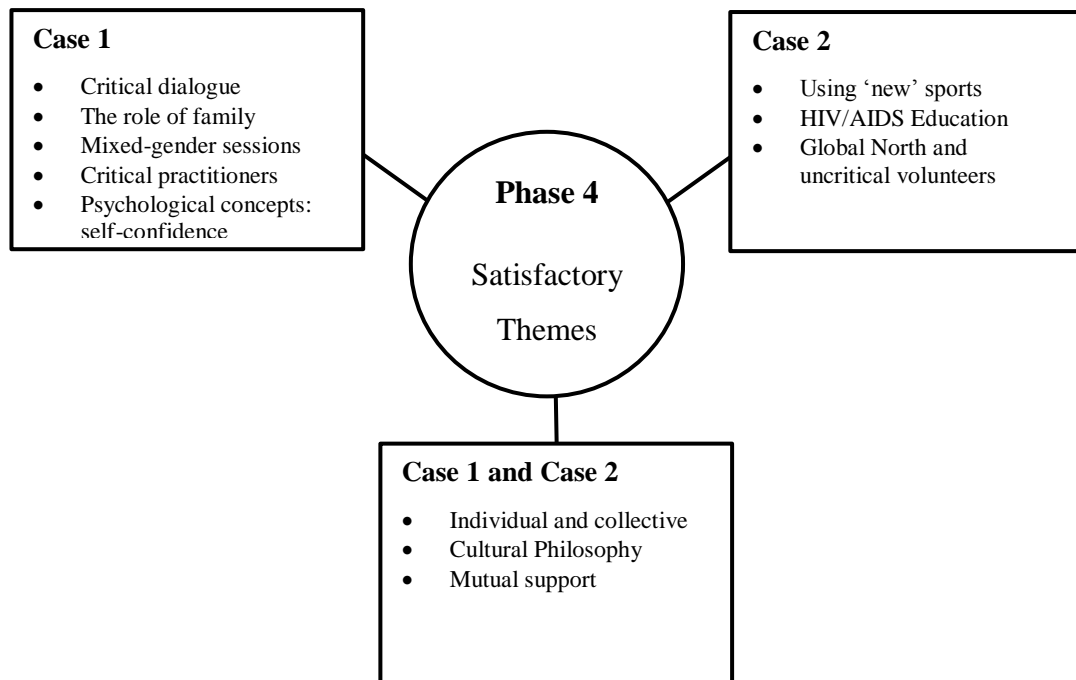 Case 1
• Critical dialogue
• The role of family
• Mixed-gender sessions
• Critical practitioners
• Psychological concepts:
self-confidence
Phase 4
Satisfactory
Themes
Case 2
• Using ‘new’ sports
• HIV/AIDS Education
• Global North and
uncritical volunteers
Case 1 and Case 2
• Individual and collective
• Cultural Philosophy
• Mutual support